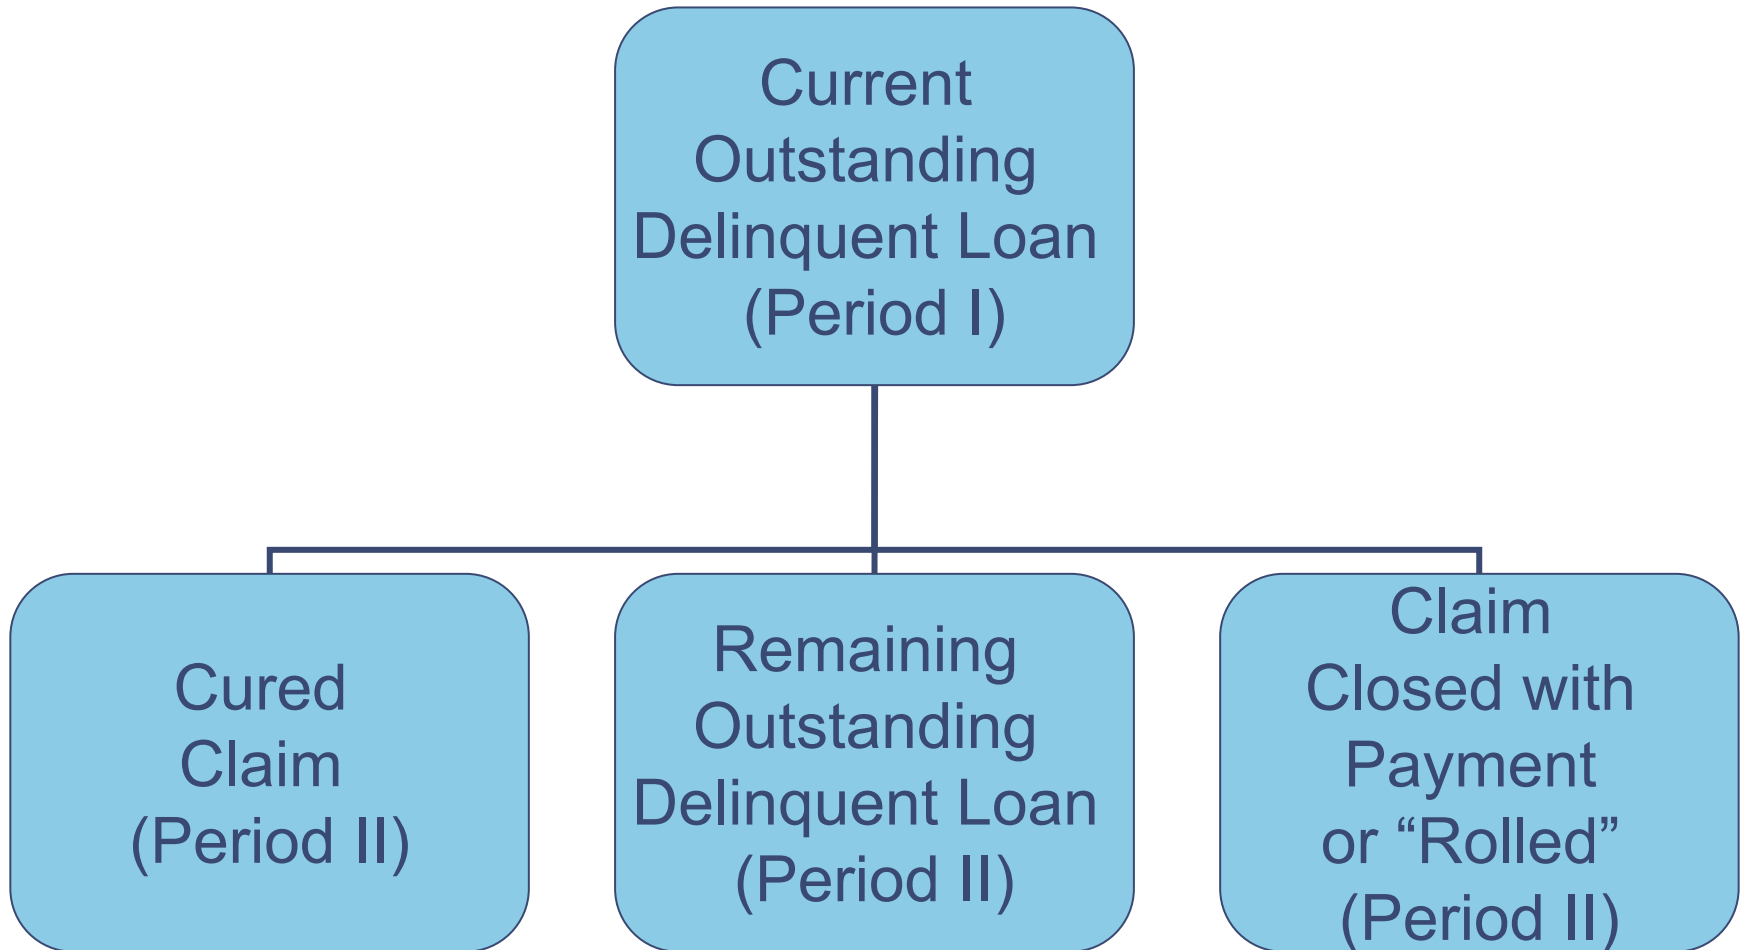 Current
Outstanding
Delinquent Loan
(Period I)
Cured
Claim
(Period II)
Remaining
Outstanding
Delinquent Loan
(Period II)
Claim
Closed with
Payment
or “Rolled”
(Period II)